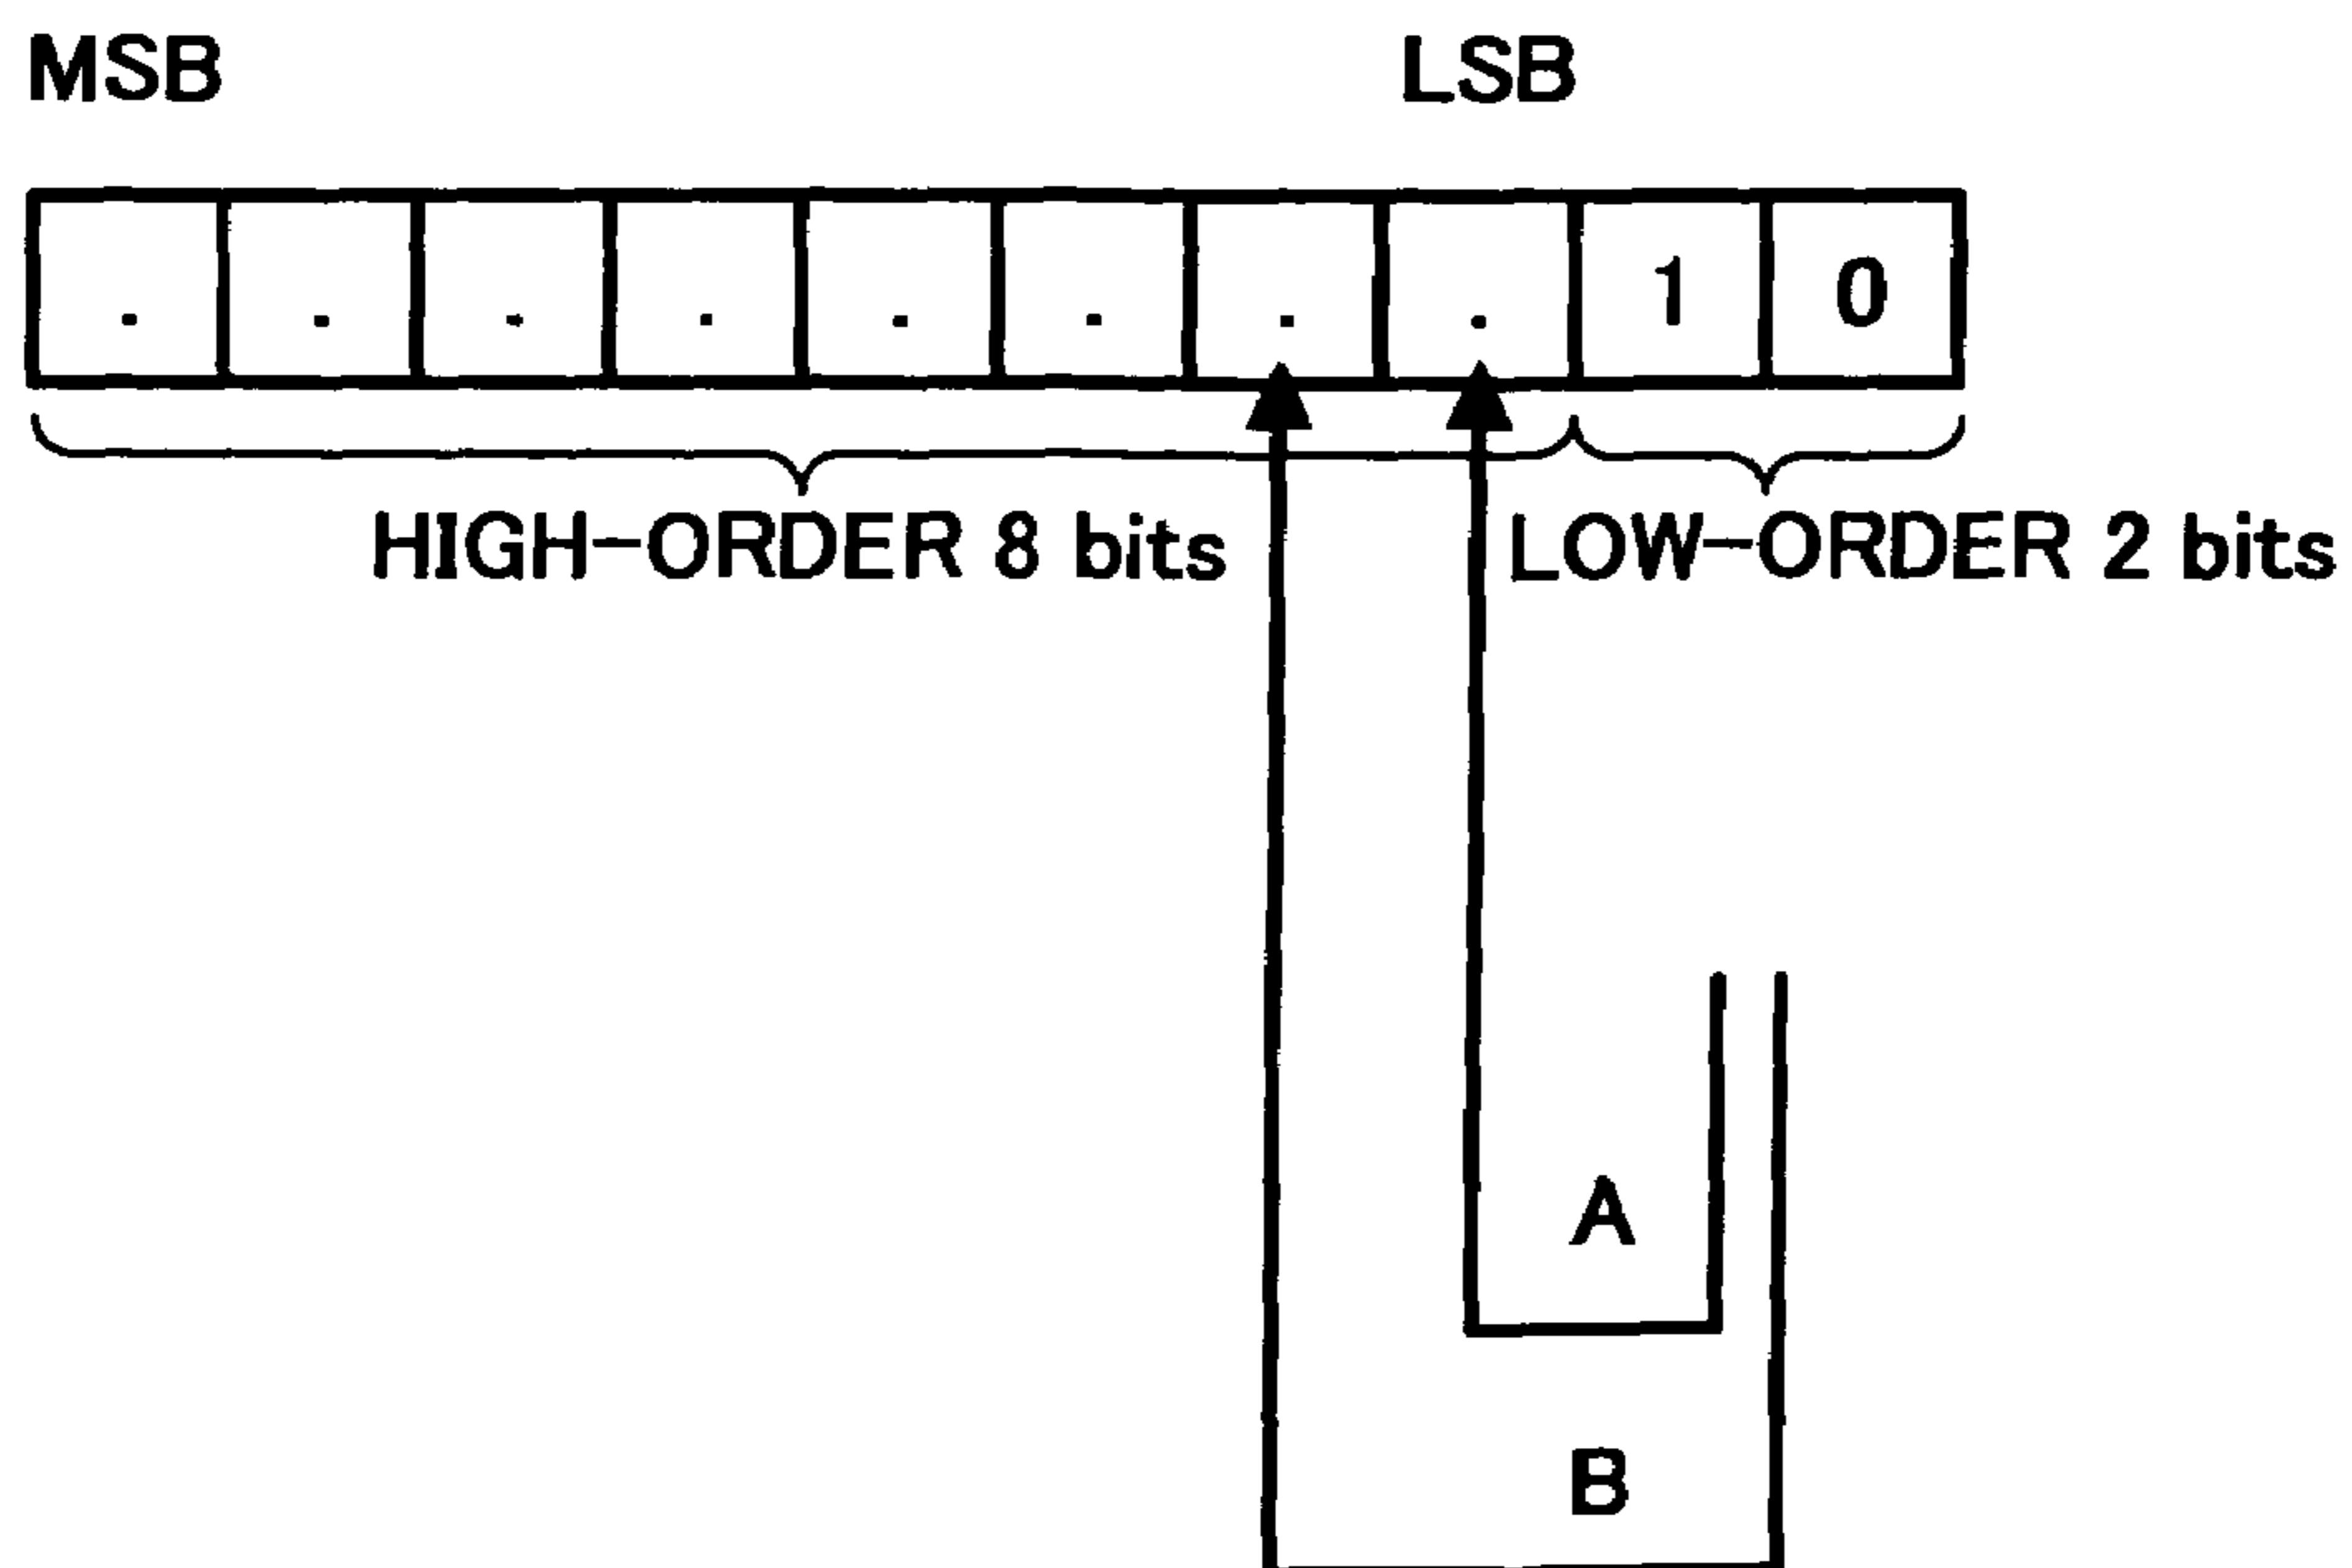 MSB LSB
. . . . . . . . 1 0
HIGH-ORDER 8 bits LOW-ORDER 2 bits
A
B